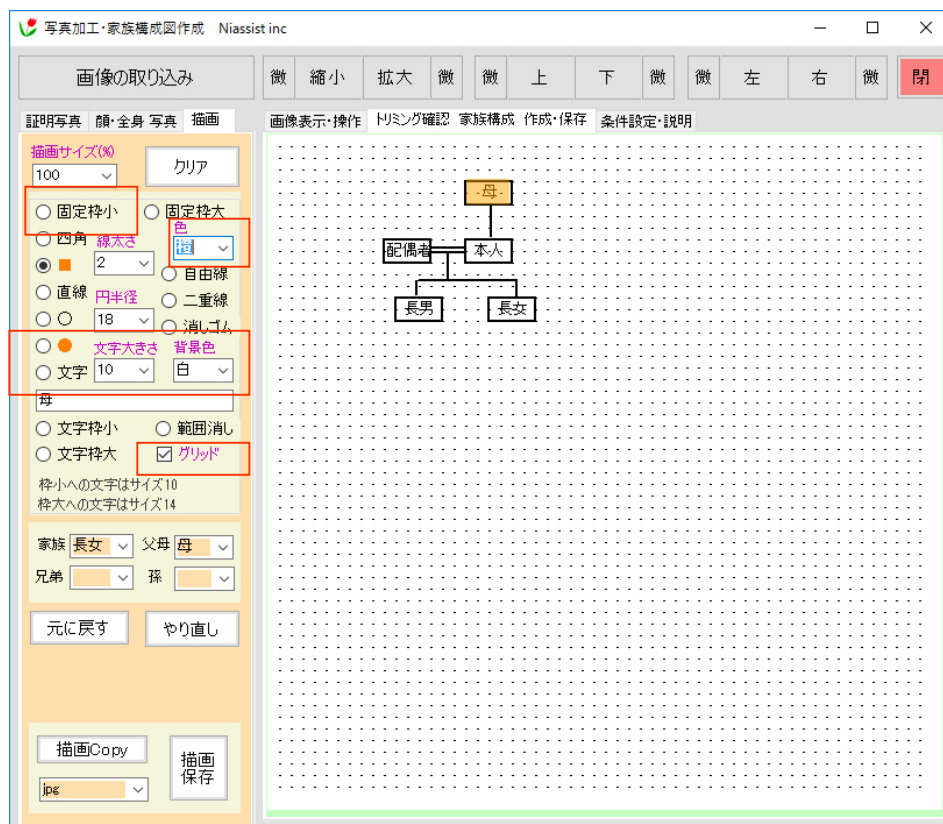 写真加工・家族構成図作成 Niassist inc
画像の取り込み 微 縮小 拡大 微 微 上 下 微 微 左 右 微 閉
証明写真 顔・全身 写真 描画 画像表示・操作 トリミング確認 家族構成 作成・保存 条件設定・説明
描画サイズ(%)
100
クリア
固定枠小 固定枠大
色
四角 線太さ 橙
2
自由線
直線 円半径 二重線
18
消しゴム
文字大きさ 背景色
文字 10 白
母
文字枠小 範囲消し
文字枠大 グリッド
枠小への文字はサイズ10
枠大への文字はサイズ14
家族 長女 父母 母
兄弟 孫
元に戻す やり直し
描画Copy
描画
保存
jpg
母
配偶者 本人
長男 長女